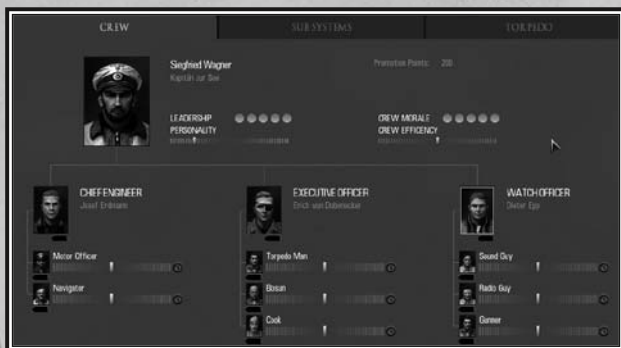 CREW
SUB SYSTEMS
TORPEDO
Siegfried Wagner
Kapitän zur See
Promotion Points: 200
LEADERSHIP
PERSONALITY
CREW MORALE
CREW EFFICENCY
CHIEF ENGINEER
Josef Erdmann
EXECUTIVE OFFICER
Erich von Dobenecker
WATCH OFFICER
Dieter Epp
Motor Officer
Torpedo Man
Sound Guy
Navigator
Bosun
Radio Guy
Cook
Gunner